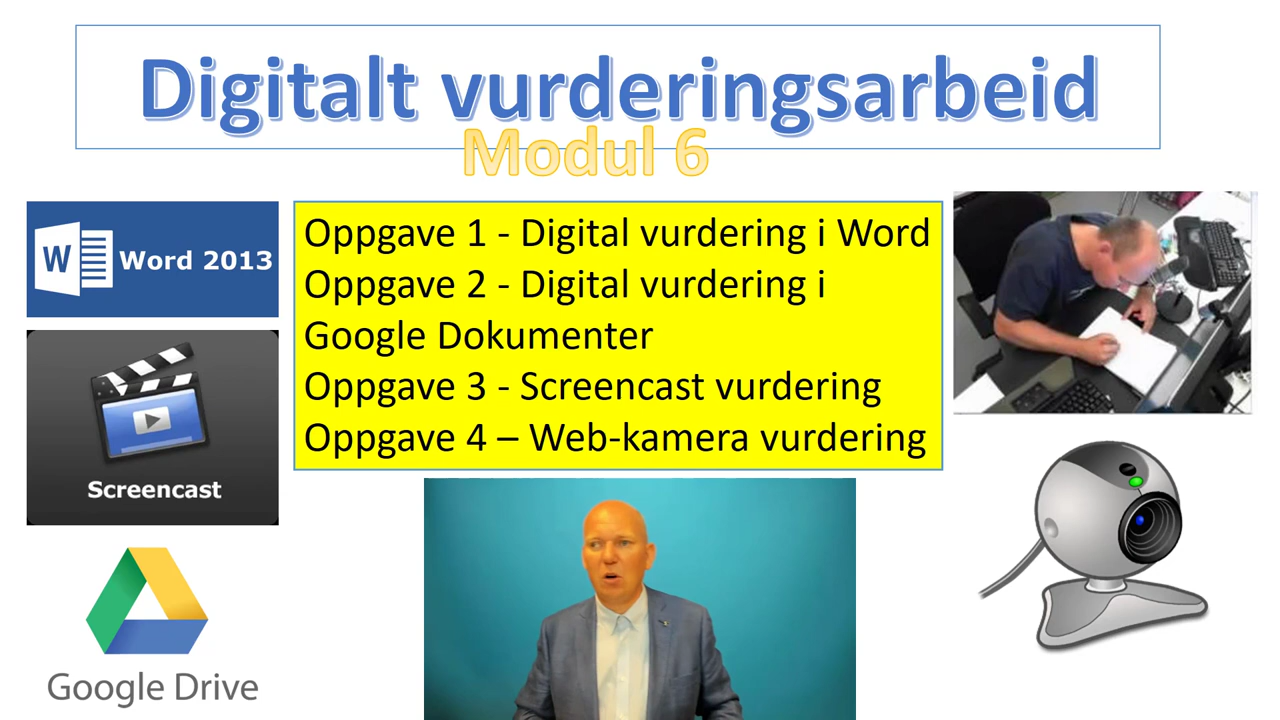 Digitalt vurderingsarbeid
Modul 6
W
Word 2013
Oppgave 1 - Digital vurdering i Word
Oppgave 2 - Digital vurdering i
Google Dokumenter
Oppgave 3 - Screencast vurdering
Oppgave 4 – Web-kamera vurdering
Screencast
Google Drive